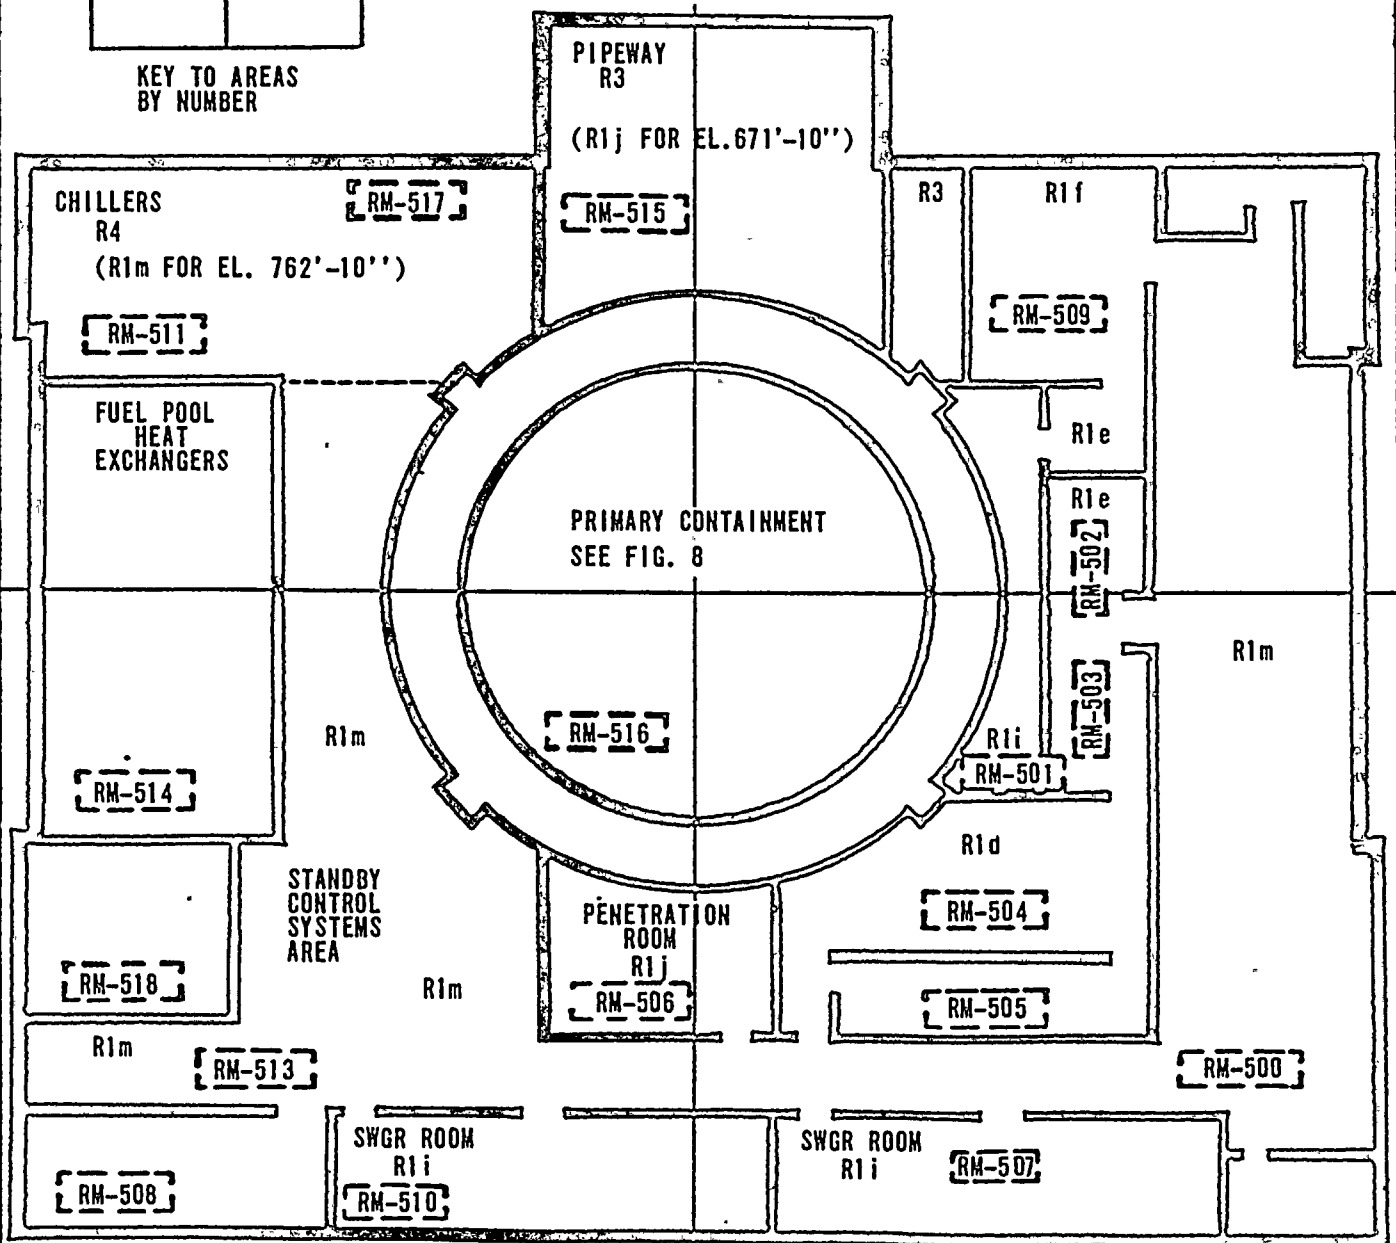 KEY TO AREAS
BY NUMBER
PIPEWAY
R3
(R1j FOR EL.671'-10'')
RM-515
CHILLERS
R4
(R1m FOR EL. 762'-10'')
RM-517
RM-511
R3
R1f
RM-509
FUEL POOL
HEAT
EXCHANGERS
R1e
R1e
RM-502
PRIMARY CONTAINMENT
SEE FIG. 8
R1m
RM-503
R1m
RM-516
R1i
RM-501
RM-514
R1d
STANDBY
CONTROL
SYSTEMS
AREA
PENETRATION
ROOM
R1j
RM-506
RM-504
RM-518
R1m
RM-505
R1m
RM-513
RM-500
SWGR ROOM
R1i
RM-510
SWGR ROOM
R1i
RM-507
RM-508